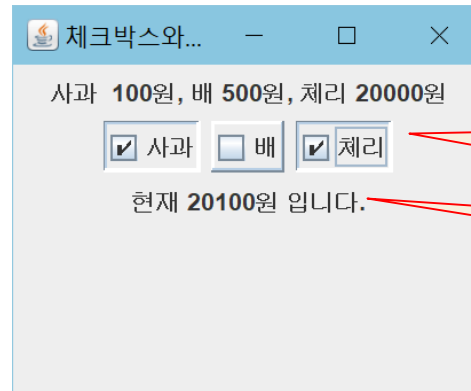 체크박스와...
사과 100원, 배 500원, 체리 20000원
사과 배 체리
현재 20100원 입니다.